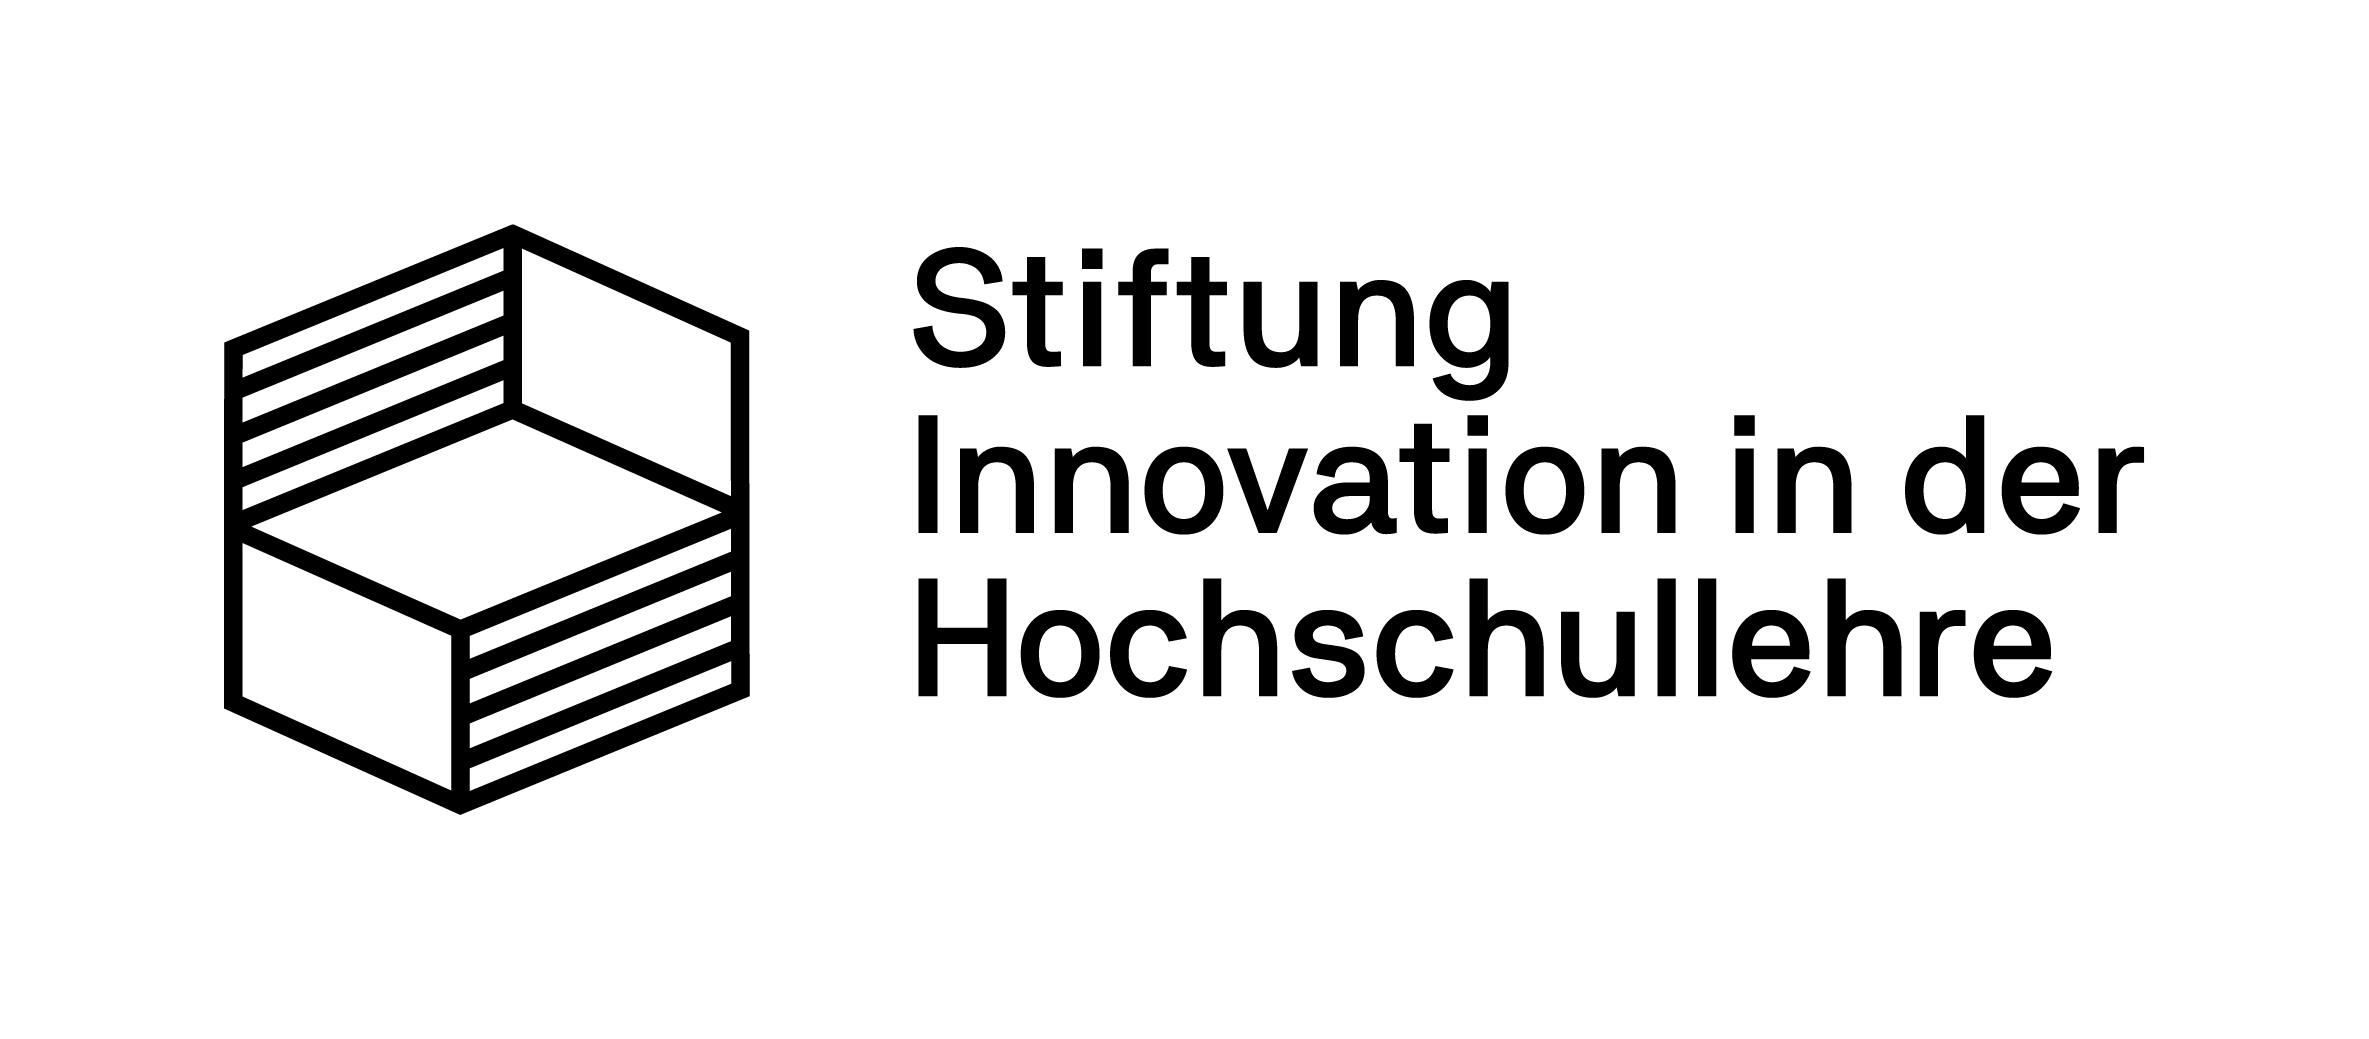 Stiftung
Innovation in der
Hochschullehre